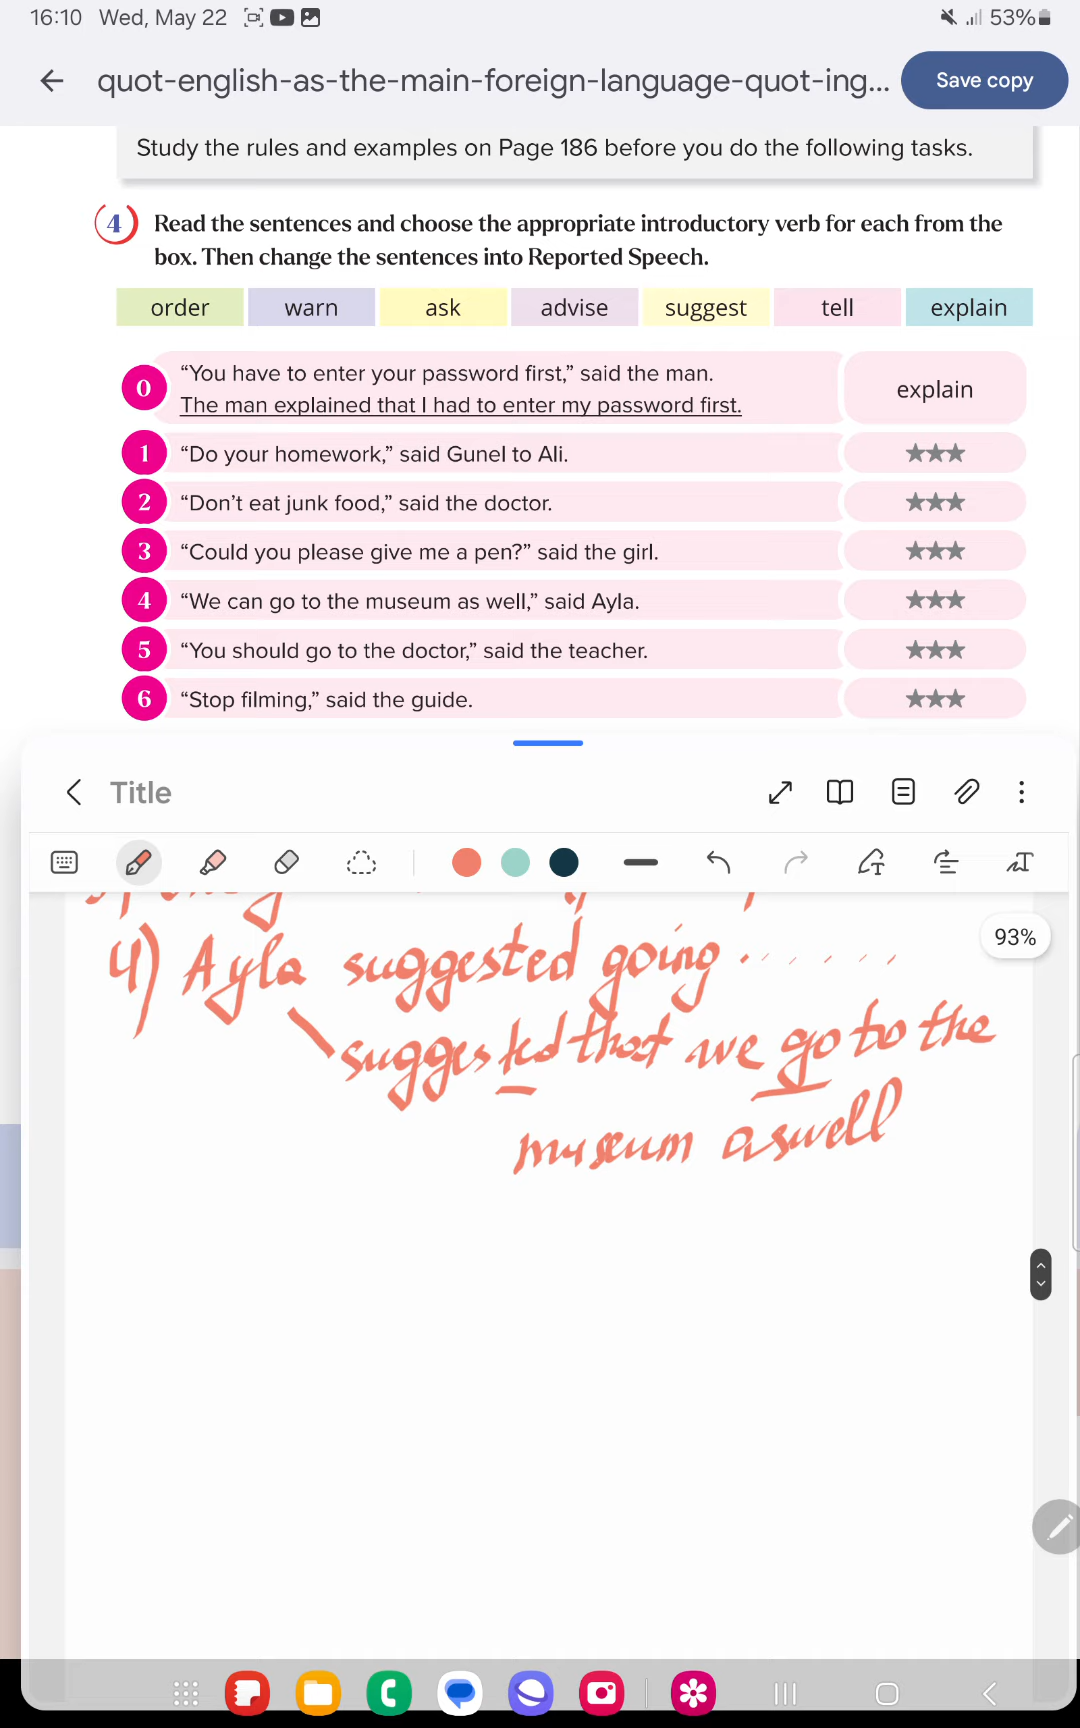 16:10 Wed, May 22 53%
quot-english-as-the-main-foreign-language-quot-ing... Save copy
Study the rules and examples on Page 186 before you do the following tasks.
4 Read the sentences and choose the appropriate introductory verb for each from the
box. Then change the sentences into Reported Speech.
order warn ask advise suggest tell explain
0 “You have to enter your password first,” said the man.
The man explained that I had to enter my password first. explain
1 “Do your homework,” said Gunel to Ali. ★★★
2 “Don’t eat junk food,” said the doctor. ★★★
3 “Could you please give me a pen?” said the girl. ★★★
4 “We can go to the museum as well,” said Ayla. ★★★
5 “You should go to the doctor,” said the teacher. ★★★
6 “Stop filming,” said the guide. ★★★
Title
93%
4) Ayla suggested going .......
suggested that we go to the
museum aswell